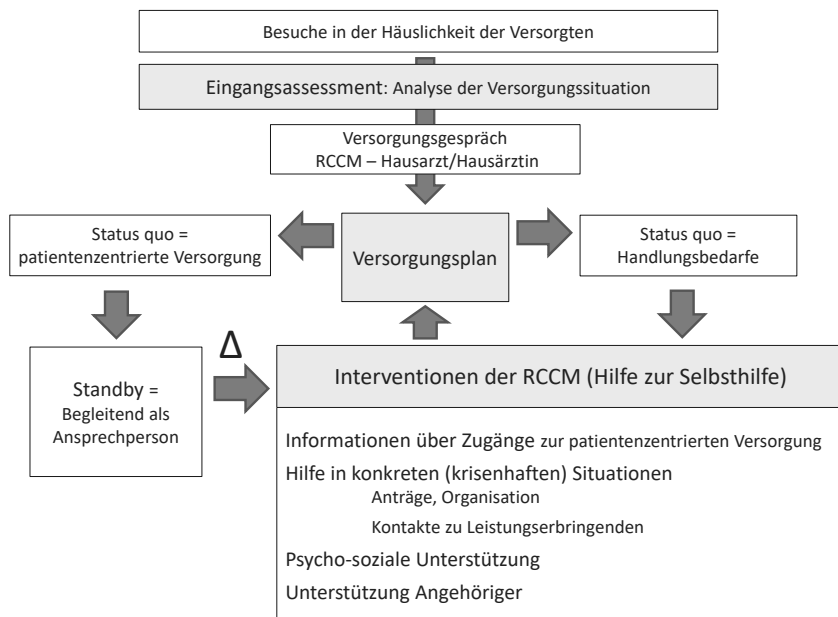 Besuche in der Häuslichkeit der Versorgten
Eingangsassessment: Analyse der Versorgungssituation
Versorgungsgespräch
RCCM – Hausarzt/Hausärztin
Status quo =
patientenzentrierte Versorgung
Versorgungsplan
Status quo =
Handlungsbedarfe
Standby =
Begleitend als
Ansprechperson
Δ
Interventionen der RCCM (Hilfe zur Selbsthilfe)
Informationen über Zugänge zur patientenzentrierten Versorgung
Hilfe in konkreten (krisenhaften) Situationen
Anträge, Organisation
Kontakte zu Leistungserbringenden
Psycho-soziale Unterstützung
Unterstützung Angehöriger